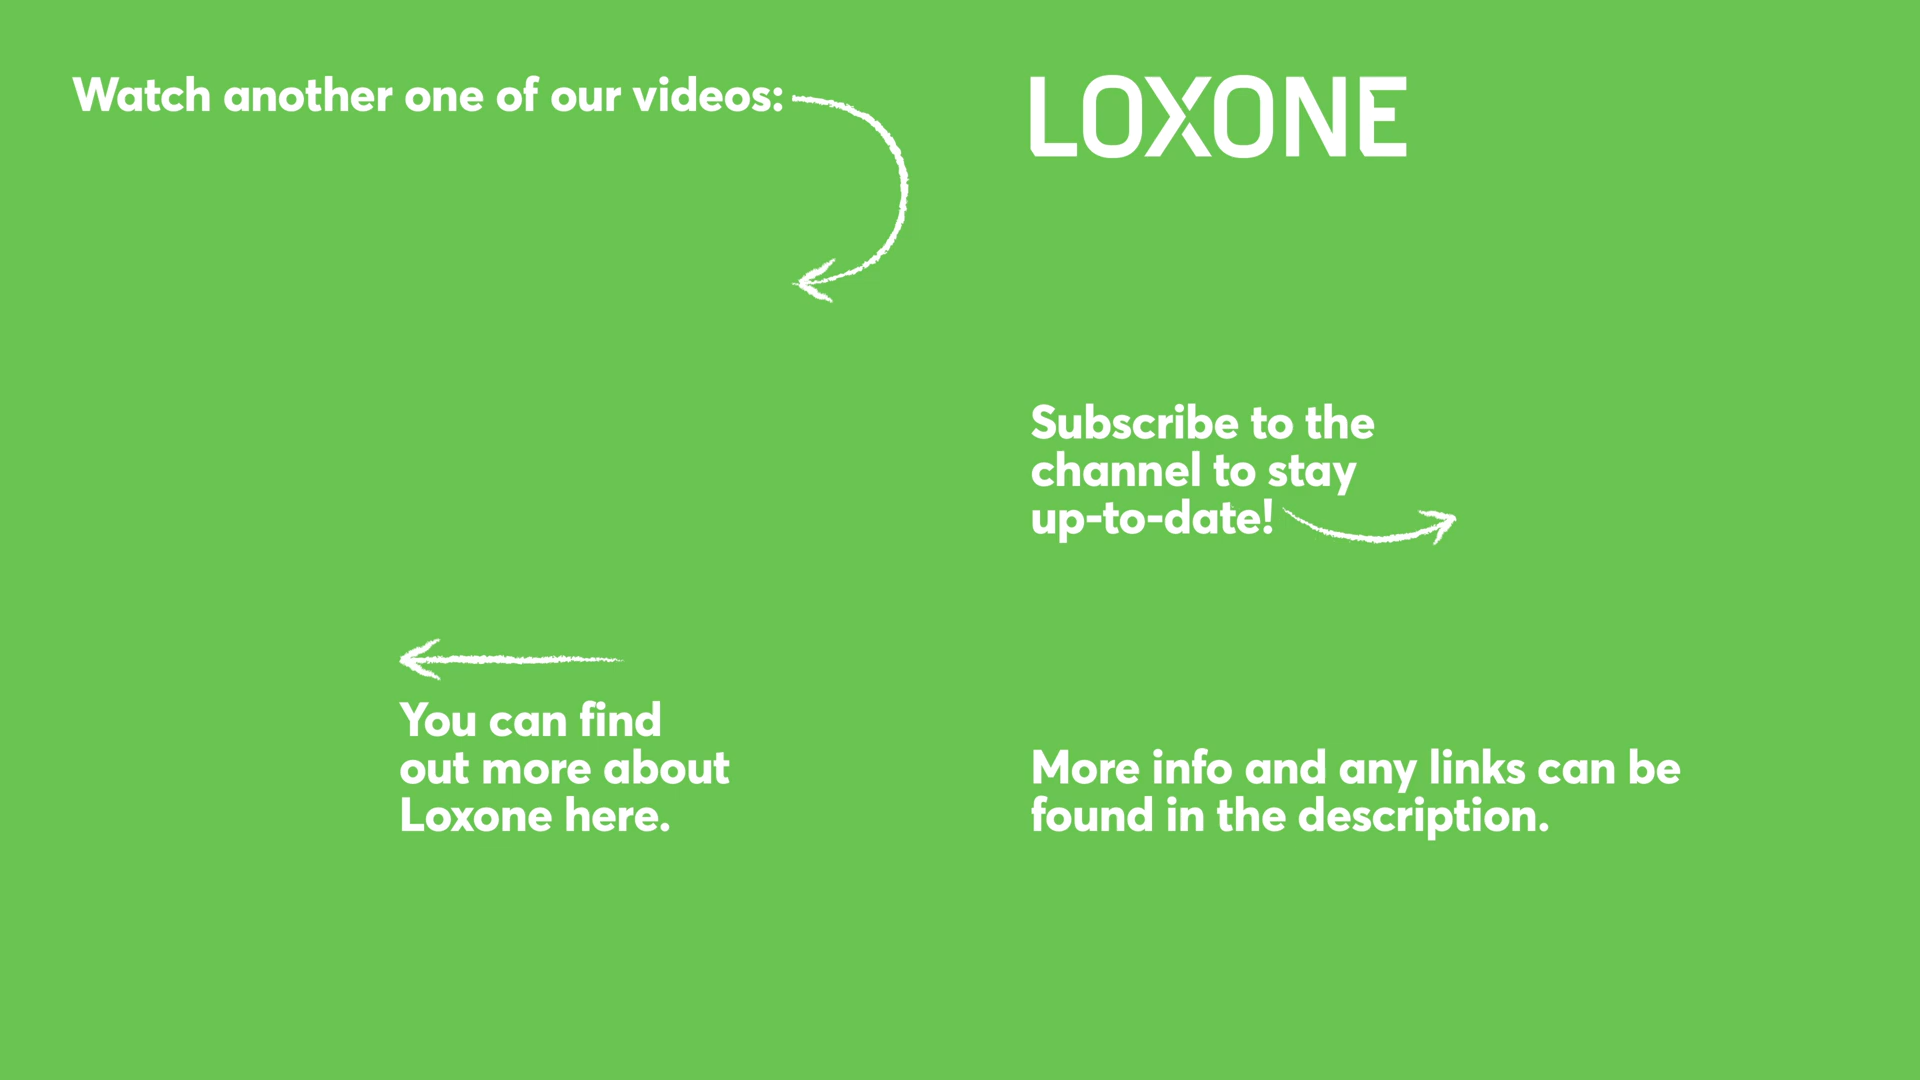 Watch another one of our videos:
LOXONE
Subscribe to the
channel to stay
up-to-date!
You can find
out more about
Loxone here.
More info and any links can be
found in the description.